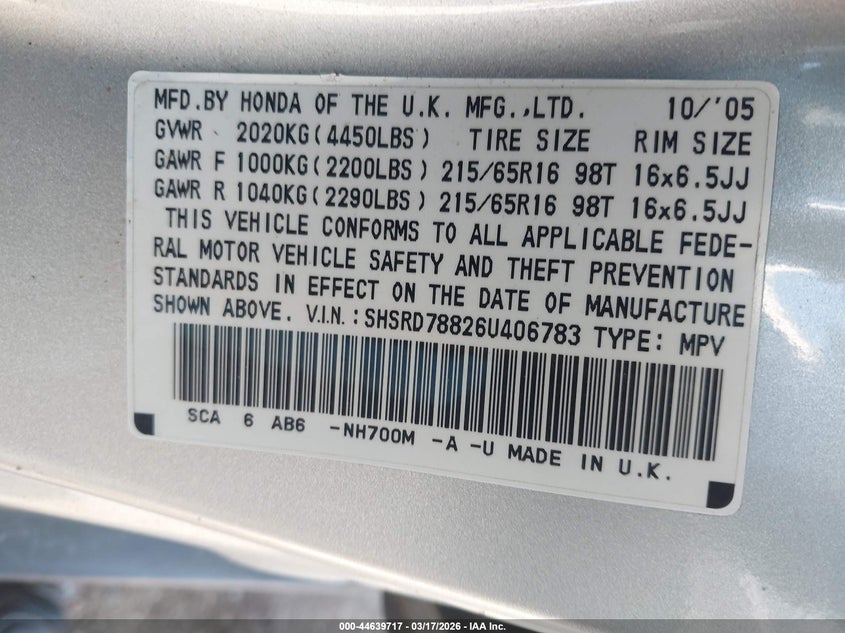 MFD.BY HONDA OF THE U.K. MFG.,LTD. 10/'05
GVWR 2020KG(4450LBS) TIRE SIZE RIM SIZE
GAWR F 1000KG(2200LBS) 215/65R16 98T 16x6.5JJ
GAWR R 1040KG(2290LBS) 215/65R16 98T 16x6.5JJ
THIS VEHICLE CONFORMS TO ALL APPLICABLE FEDE-
RAL MOTOR VEHICLE SAFETY AND THEFT PREVENTION
STANDARDS IN EFFECT ON THE DATE OF MANUFACTURE
SHOWN ABOVE. V.I.N.:SHSRD78826U406783 TYPE: MPV
SCA 6 AB6 -NH700M -A -U MADE IN U.K.
000-44639717 | 03/17/2026 | IAA Inc.